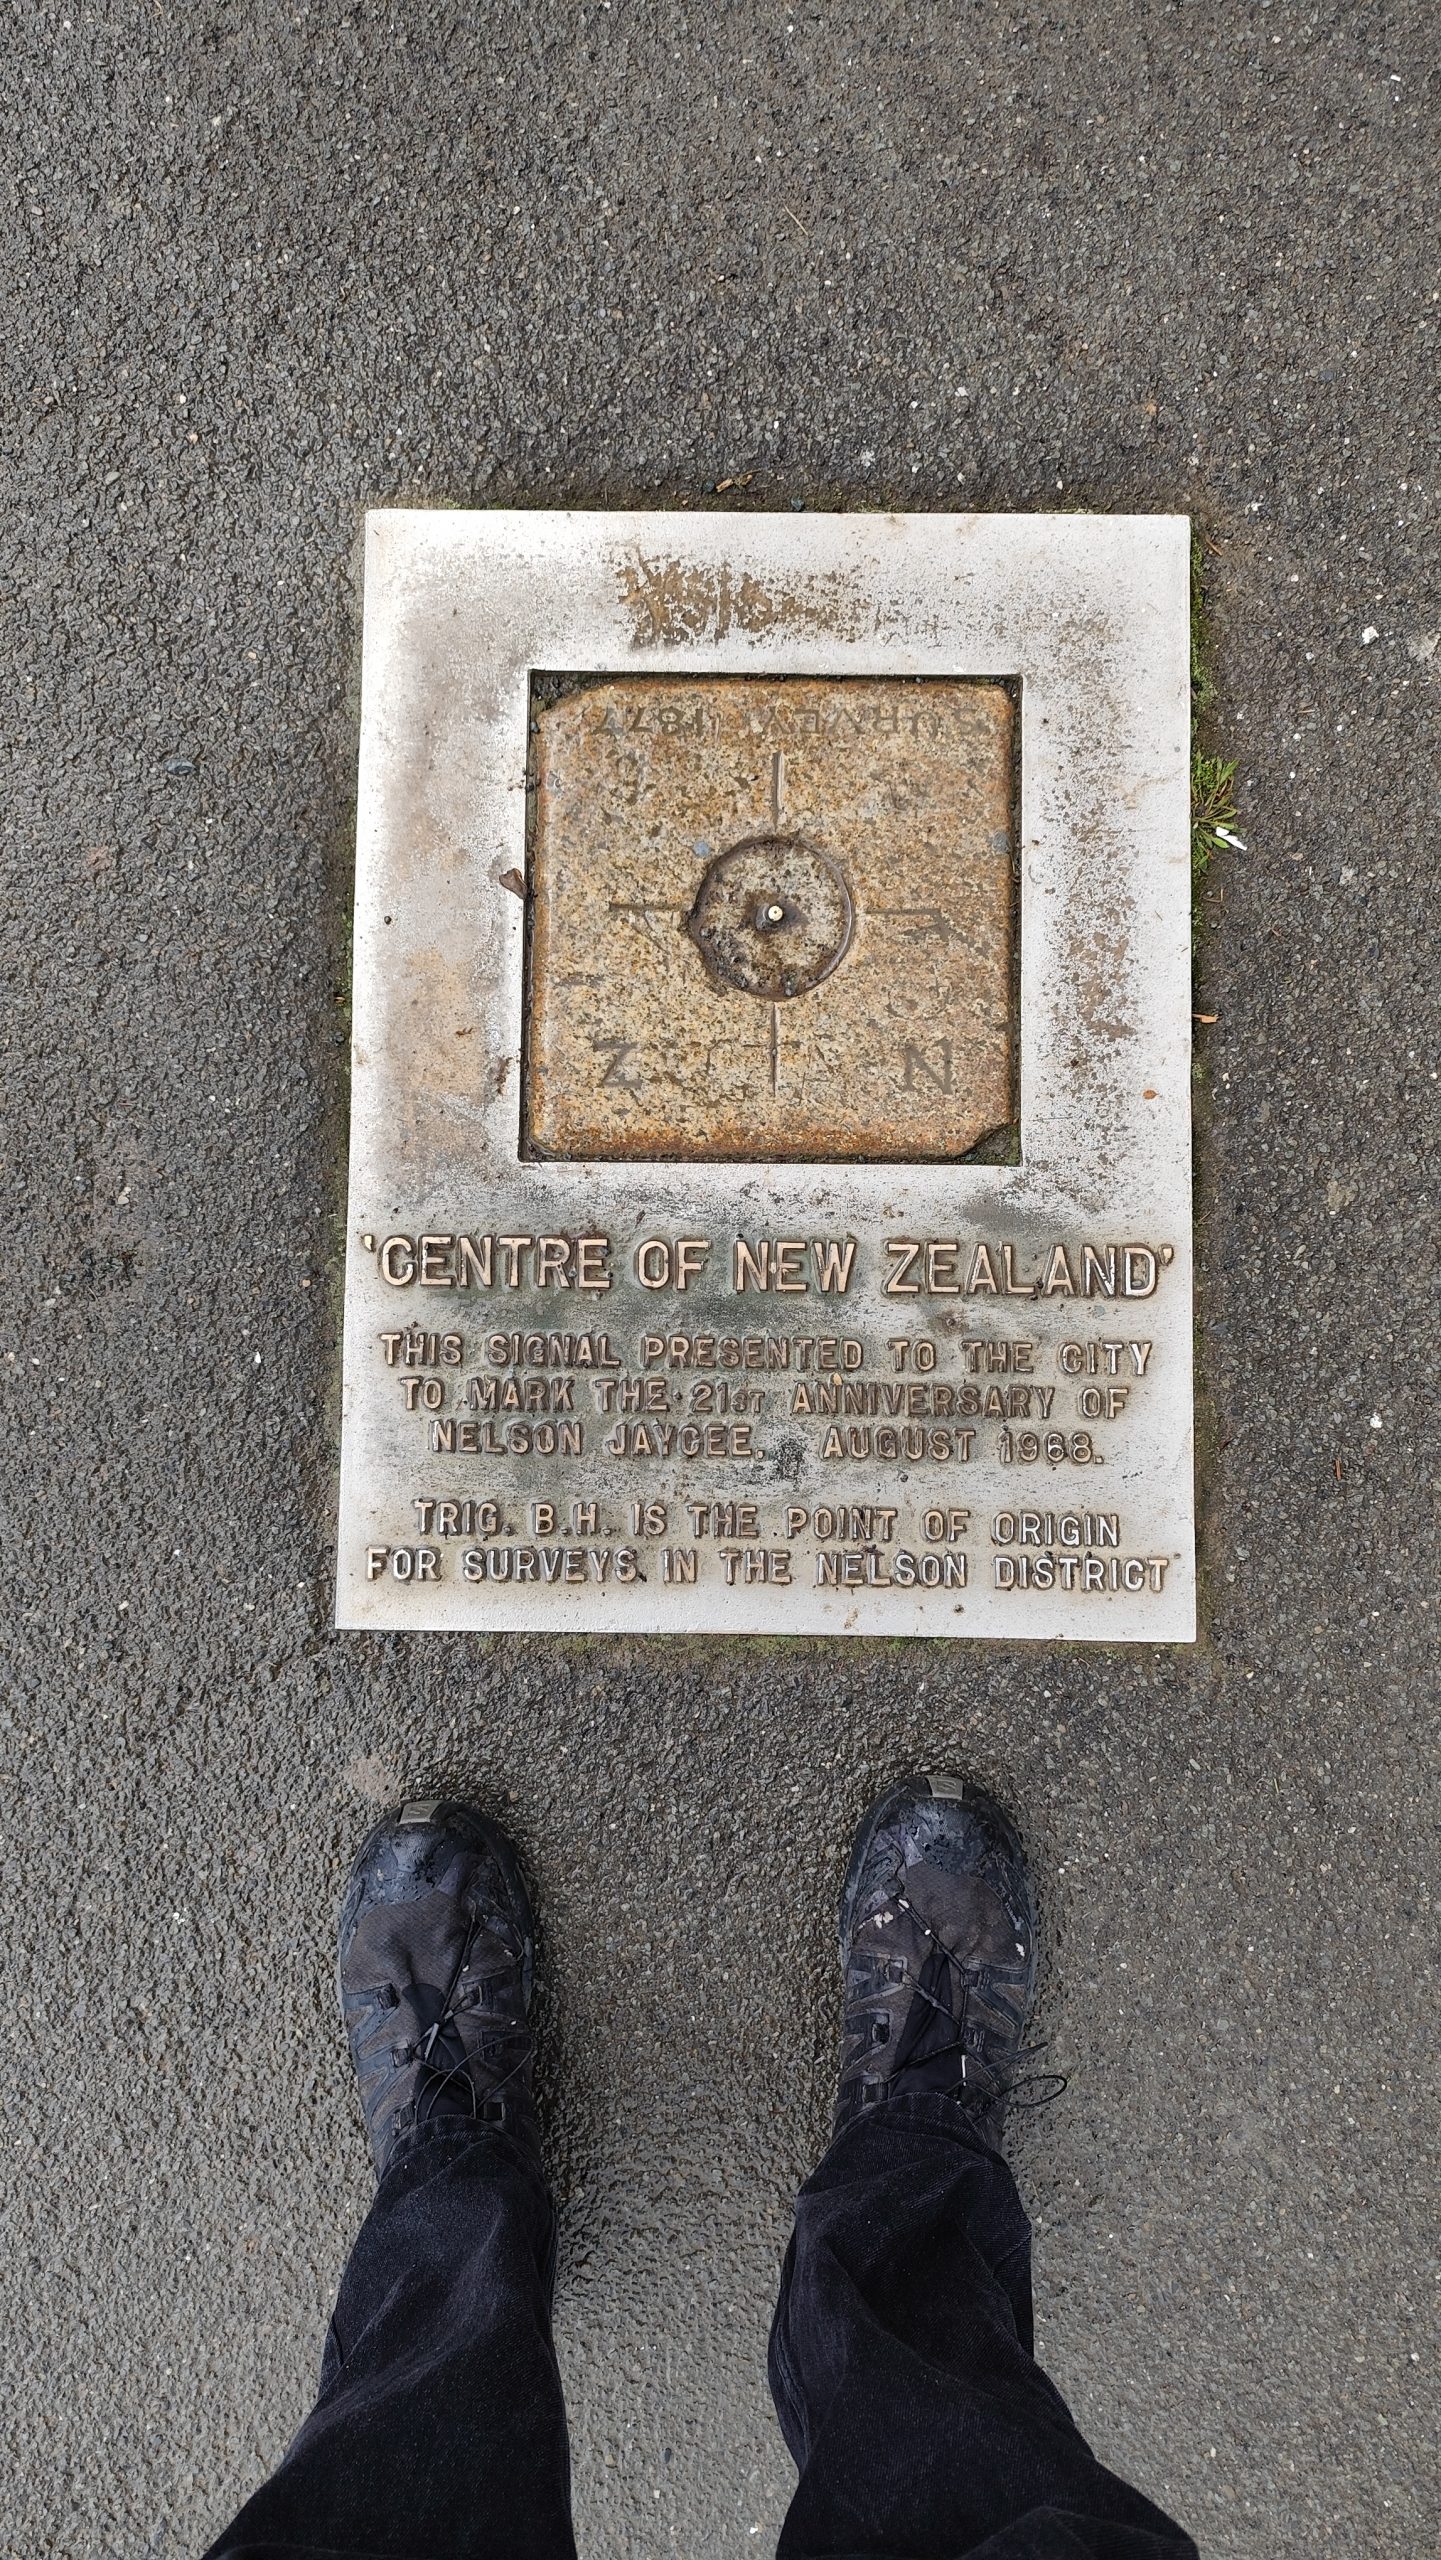 SURVEY 1877
N Z
'CENTRE OF NEW ZEALAND'
THIS SIGNAL PRESENTED TO THE CITY
TO MARK THE 21ST ANNIVERSARY OF
NELSON JAYCEE. AUGUST 1968.
TRIG. B.H. IS THE POINT OF ORIGIN
FOR SURVEYS IN THE NELSON DISTRICT